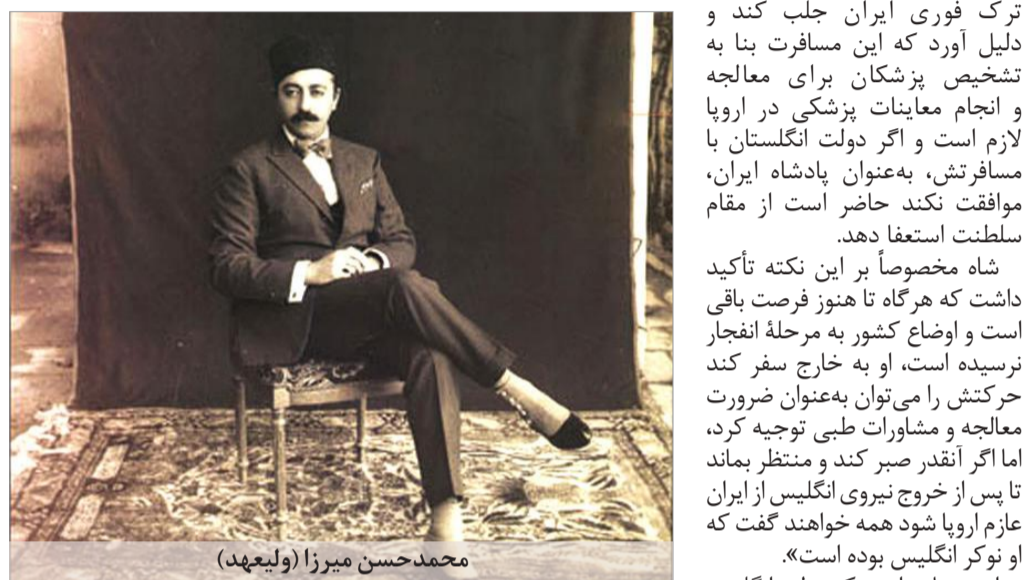 ترک فوری ایران جلب کند و
دلیل آورد که این مسافرت بنا به
تشخیص پزشکان برای معالجه
و انجام معاینات پزشکی در اروپا
لازم است و اگر دولت انگلستان با
مسافرتش، به‌عنوان پادشاه ایران،
موافقت نکند حاضر است از مقام
سلطنت استعفا دهد.
شاه مخصوصاً بر این نکته تأکید
داشت که هرگاه تا هنوز فرصت باقی
است و اوضاع کشور به مرحلهٔ انفجار
نرسیده است، او به خارج سفر کند
حرکتش را می‌توان به‌عنوان ضرورت
معالجه و مشاورات طبی توجیه کرد،
اما اگر آنقدر صبر کند و منتظر بماند
تا پس از خروج نیروی انگلیس از ایران
عازم اروپا شود همه خواهند گفت که
او نوکر انگلیس بوده است».
محمدحسن میرزا (ولیعهد)